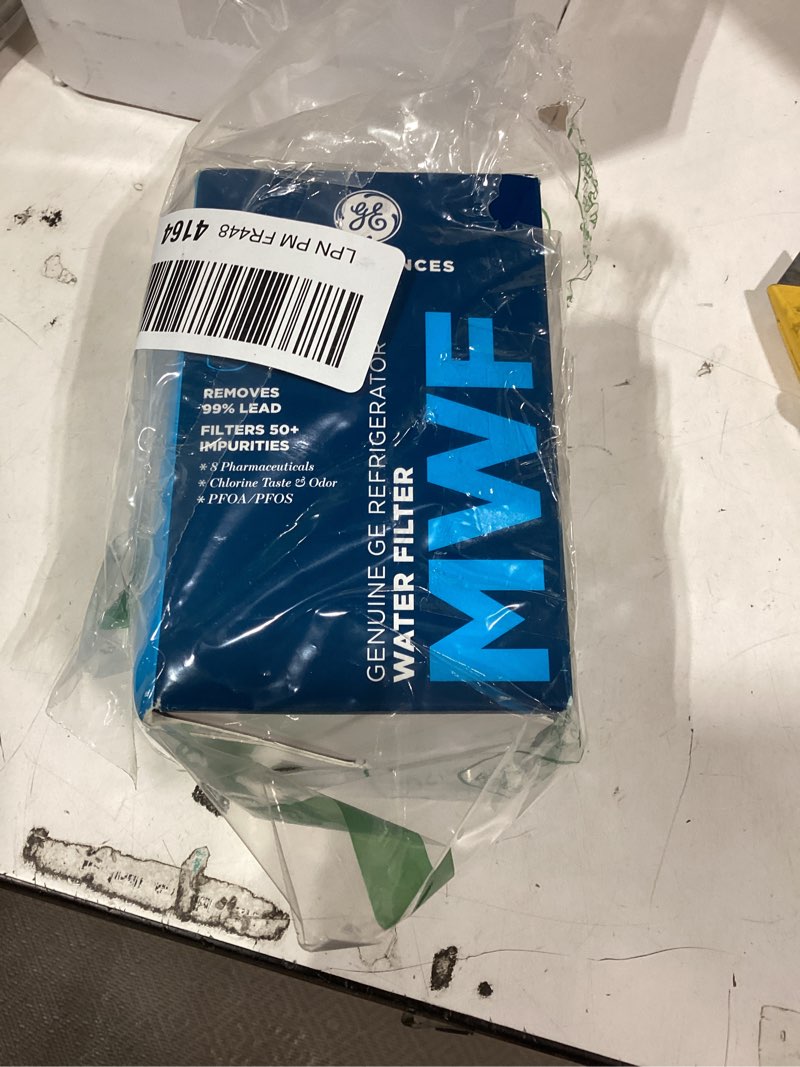 GE
NCES
LPN PM FR448 4164
REMOVES
99% LEAD
FILTERS 50+
IMPURITIES
* 8 Pharmaceuticals
* Chlorine Taste & Odor
* PFOA/PFOS
GENUINE GE REFRIGERATOR
WATER FILTER
MWF